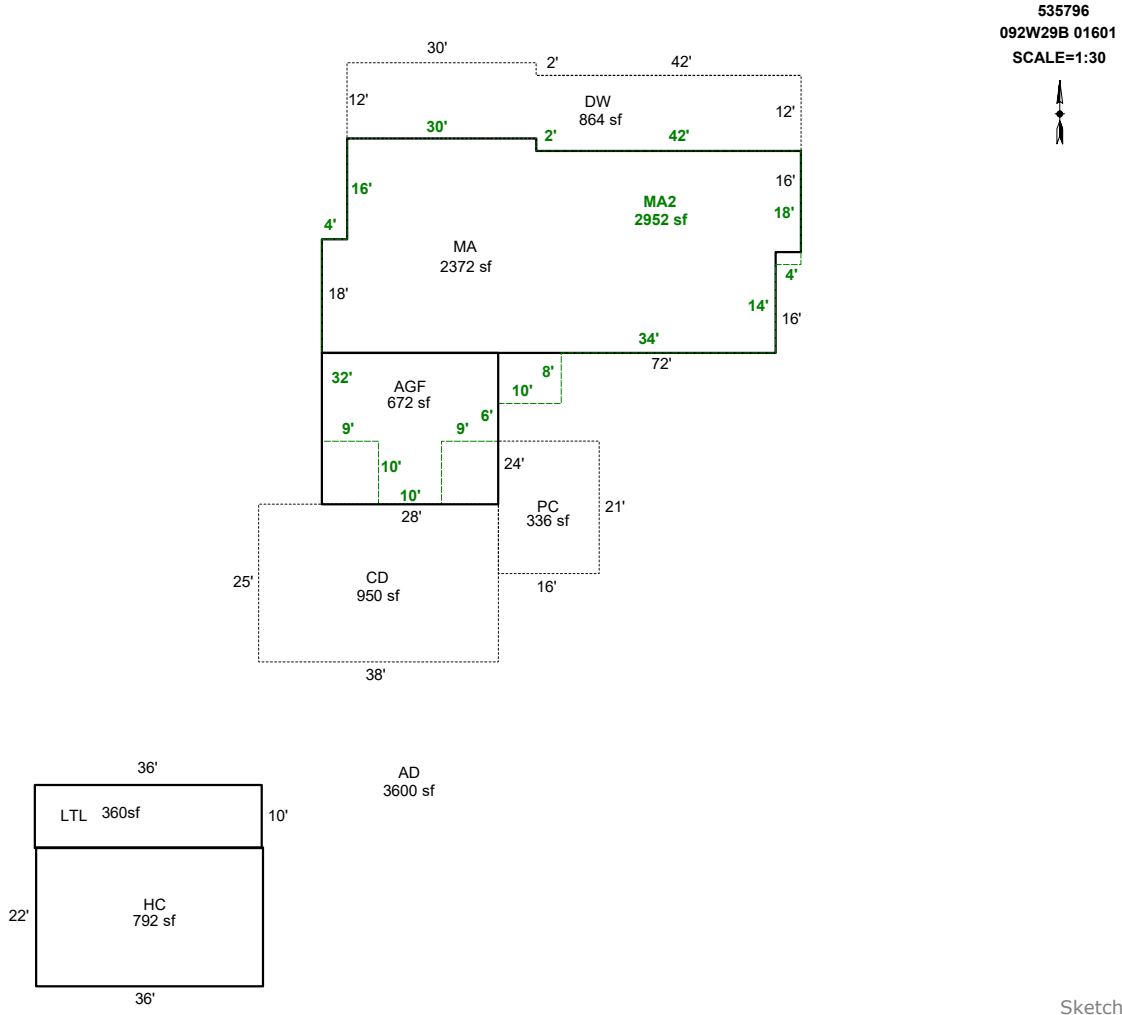 535796
092W29B 01601
SCALE=1:30
30'
2'
42'
12'
DW
864 sf
12'
30'
2'
42'
16'
16'
MA2
2952 sf
18'
4'
MA
2372 sf
4'
18'
14'
16'
34'
72'
32'
8'
AGF
672 sf
10'
6'
9'
9'
10'
24'
10'
28'
PC
336 sf
21'
25'
CD
950 sf
16'
38'
36'
AD
3600 sf
LTL 360sf
10'
HC
792 sf
22'
36'
Sketch